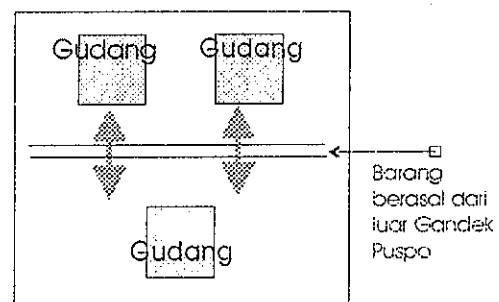 Gudang Gudang
Barang
berasal dari
luar Gandek
Puspo
Gudang